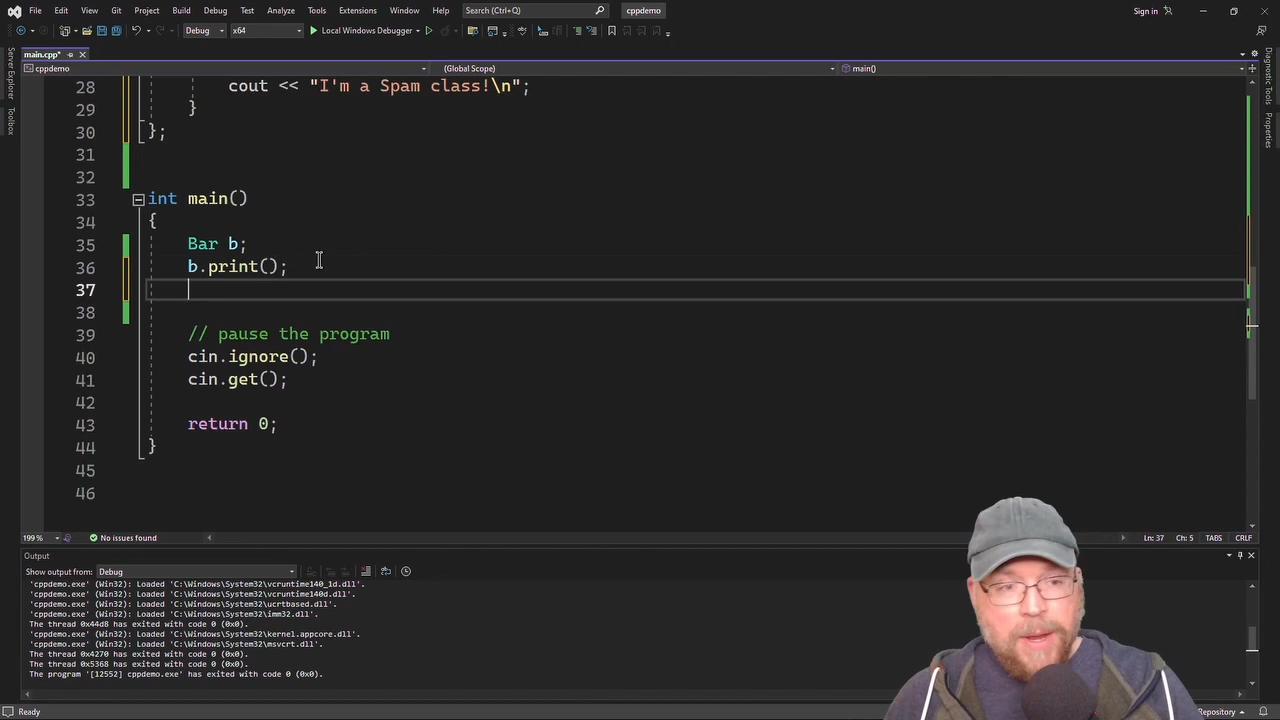 File Edit View Git Project Build Debug Test Analyze Tools Extensions Window Help Search (Ctrl+Q) cppdemo Sign in
Debug x64 Local Windows Debugger
main.cpp*
cppdemo (Global Scope) main()
Server Explorer
Toolbox
Diagnostic Tools
Properties
28 cout << "I'm a Spam class!\n";
29 }
30 };
31
32
33 int main()
34 {
35 Bar b;
36 b.print();
37
38
39 // pause the program
40 cin.ignore();
41 cin.get();
42
43 return 0;
44 }
45
46
199 % No issues found Ln: 37 Ch: 5 TABS CRLF
Output
Show output from: Debug
'cppdemo.exe' (Win32): Loaded 'C:\Windows\System32\vcruntime140_1d.dll'.
'cppdemo.exe' (Win32): Loaded 'C:\Windows\System32\vcruntime140d.dll'.
'cppdemo.exe' (Win32): Loaded 'C:\Windows\System32\ucrtbased.dll'.
'cppdemo.exe' (Win32): Loaded 'C:\Windows\System32\imm32.dll'.
The thread 0x44d8 has exited with code 0 (0x0).
'cppdemo.exe' (Win32): Loaded 'C:\Windows\System32\kernel.appcore.dll'.
'cppdemo.exe' (Win32): Loaded 'C:\Windows\System32\msvcrt.dll'.
The thread 0x4270 has exited with code 0 (0x0).
The thread 0x5368 has exited with code 0 (0x0).
The program '[12552] cppdemo.exe' has exited with code 0 (0x0).
Ready Repository